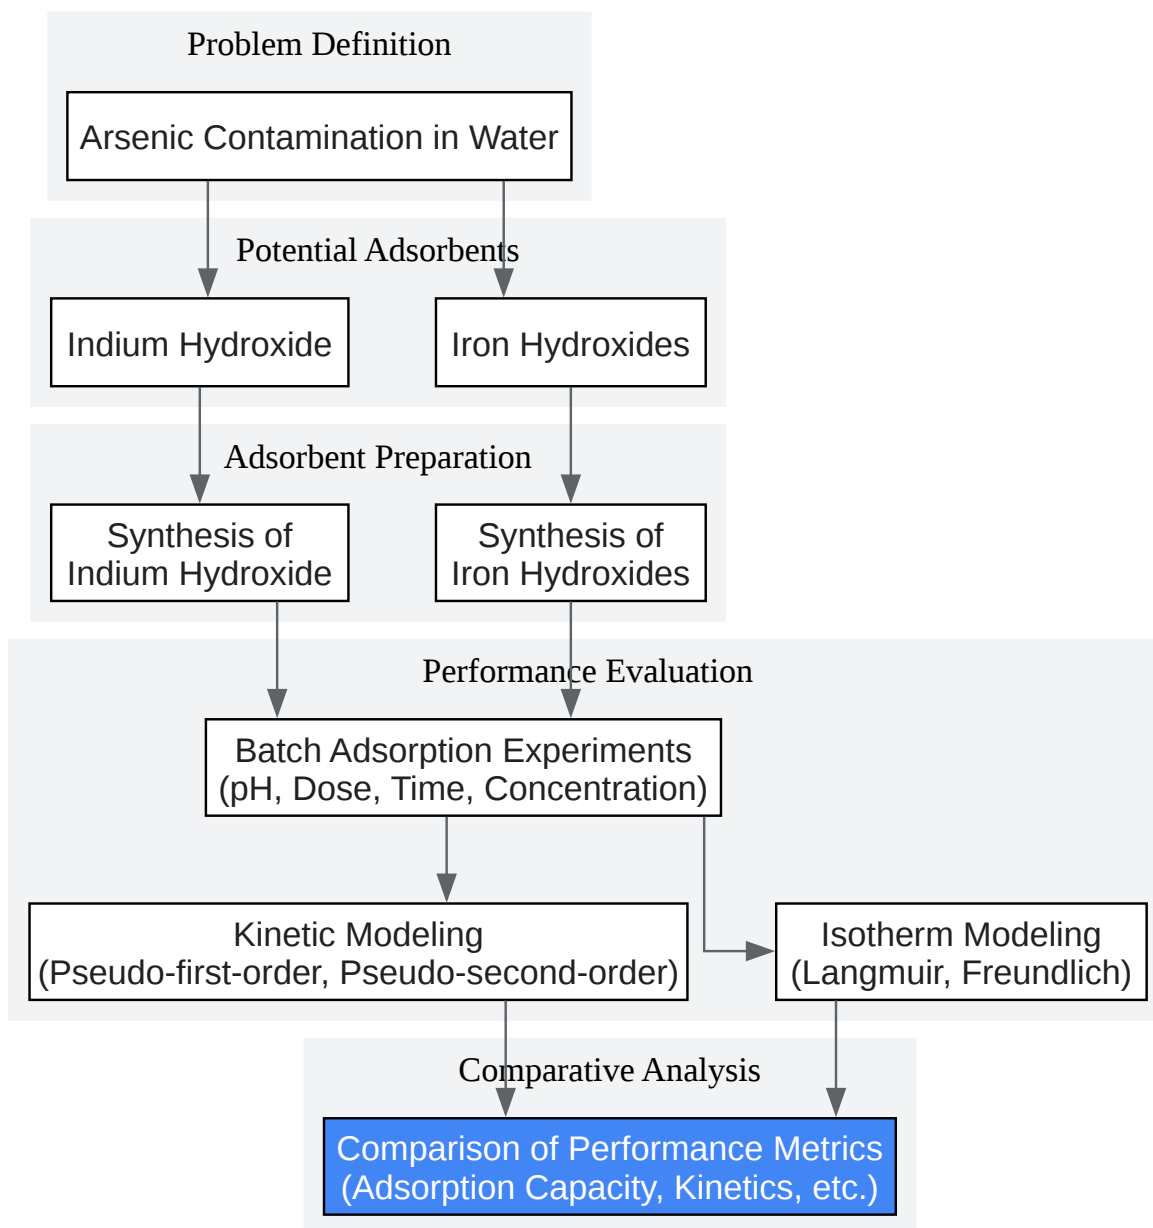 Problem Definition
Arsenic Contamination in Water
Potential Adsorbents
Indium Hydroxide
Iron Hydroxides
Adsorbent Preparation
Synthesis of
Indium Hydroxide
Synthesis of
Iron Hydroxides
Performance Evaluation
Batch Adsorption Experiments
(pH, Dose, Time, Concentration)
Kinetic Modeling
(Pseudo-first-order, Pseudo-second-order)
Isotherm Modeling
(Langmuir, Freundlich)
Comparative Analysis
Comparison of Performance Metrics
(Adsorption Capacity, Kinetics, etc.)